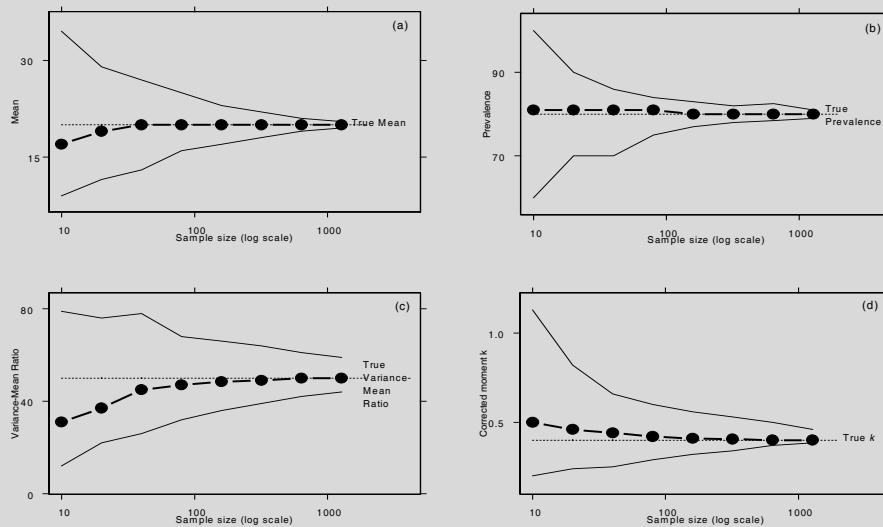 (a)
30
15
Mean
True Mean
10
100
1000
Sample size (log scale)
(b)
90
70
Prevalence
True
Prevalence
10
100
1000
Sample size (log scale)
(c)
80
40
0
Variance-Mean Ratio
True
Variance-
Mean
Ratio
10
100
1000
Sample size (log scale)
(d)
1.0
0.5
Corrected moment k
True k
10
100
1000
Sample size (log scale)